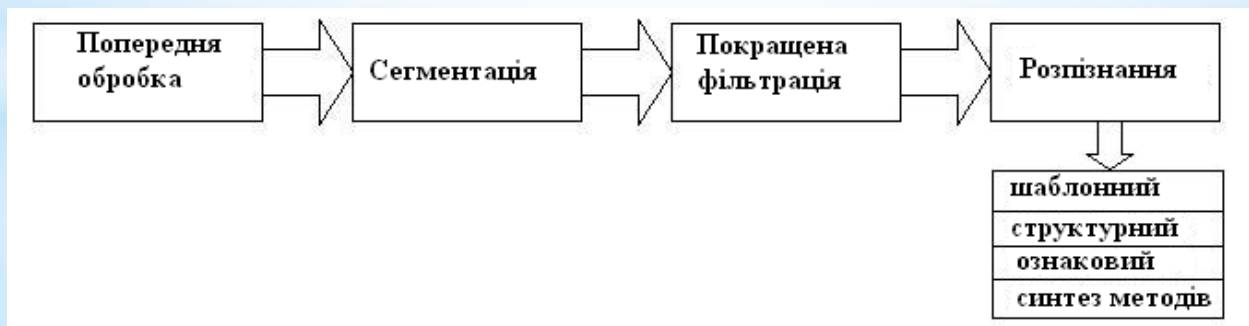 Попередня
обробка
Сегментація
Покращена
фільтрація
Розпізнання
шаблонний
структурний
ознаковий
синтез методів